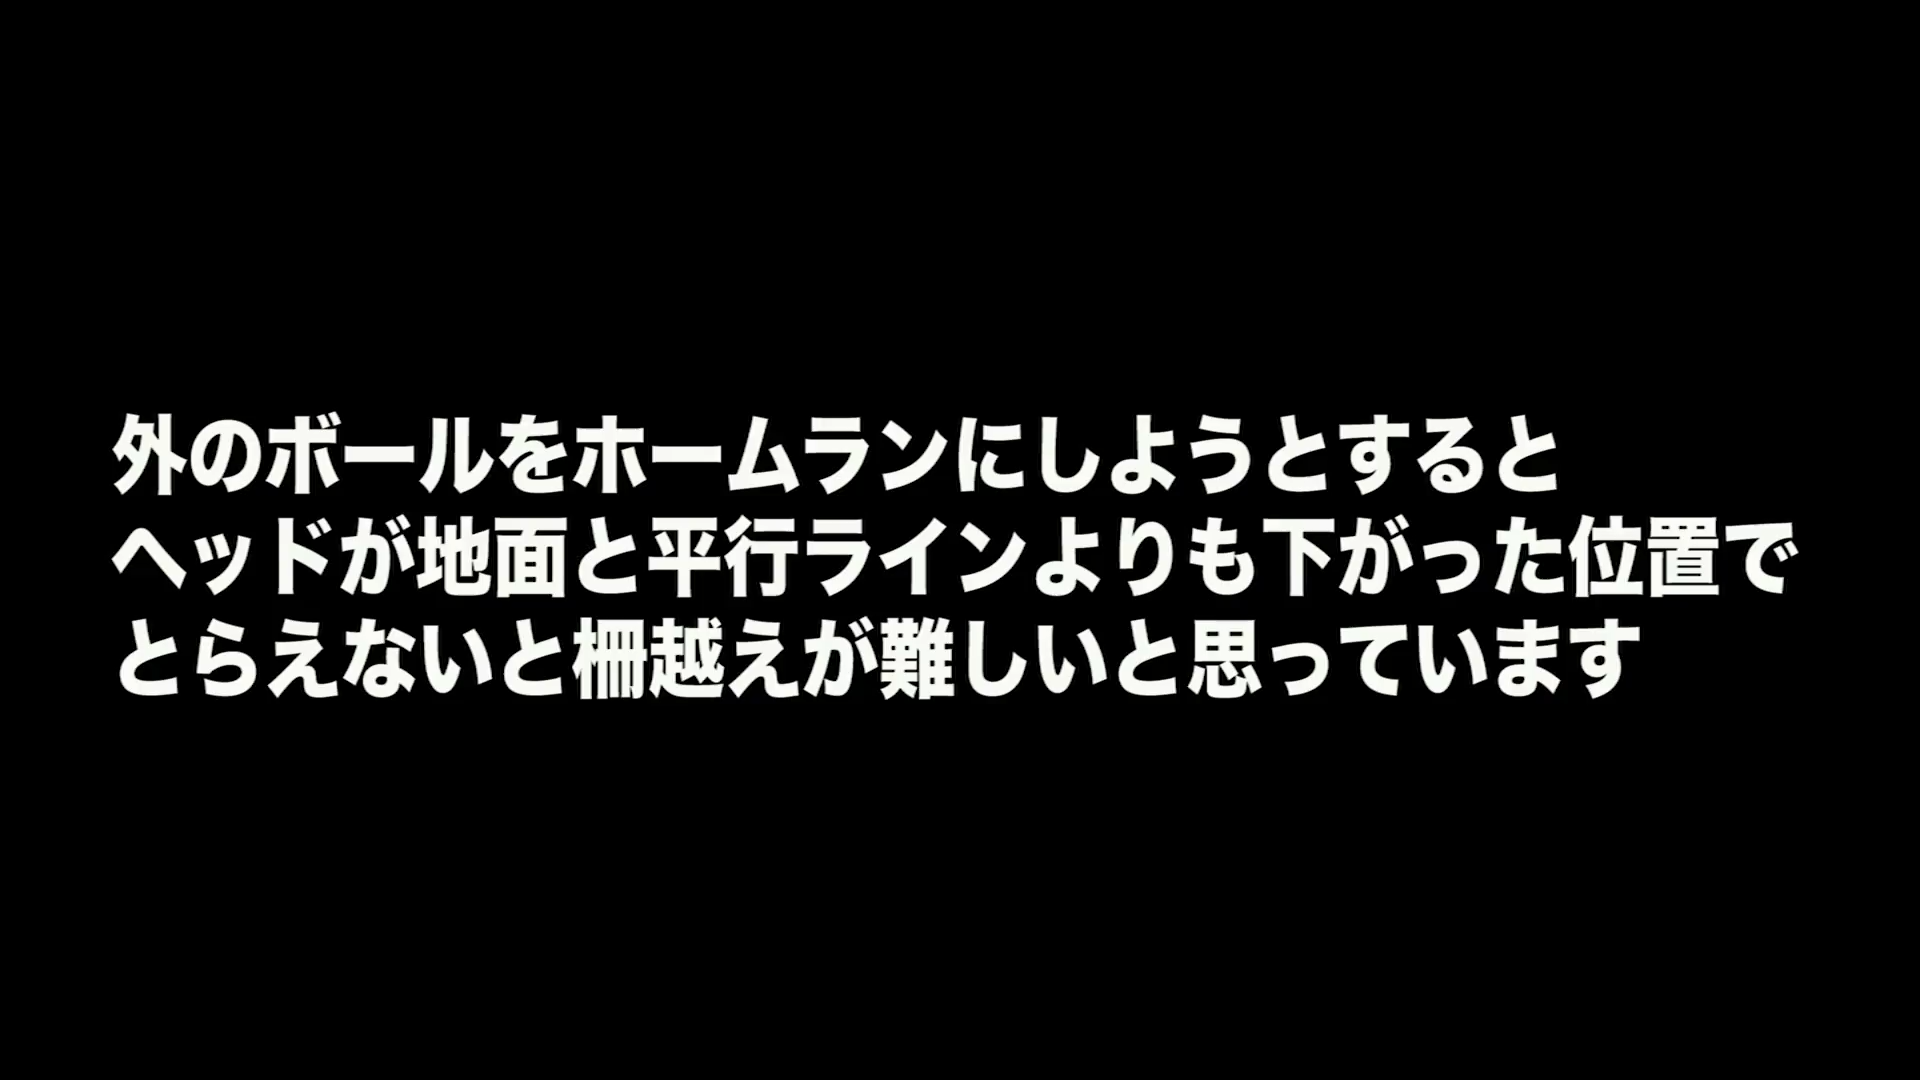 外のボールをホームランにしようとすると
ヘッドが地面と平行ラインよりも下がった位置で
とらえないと柵越えが難しいと思っています